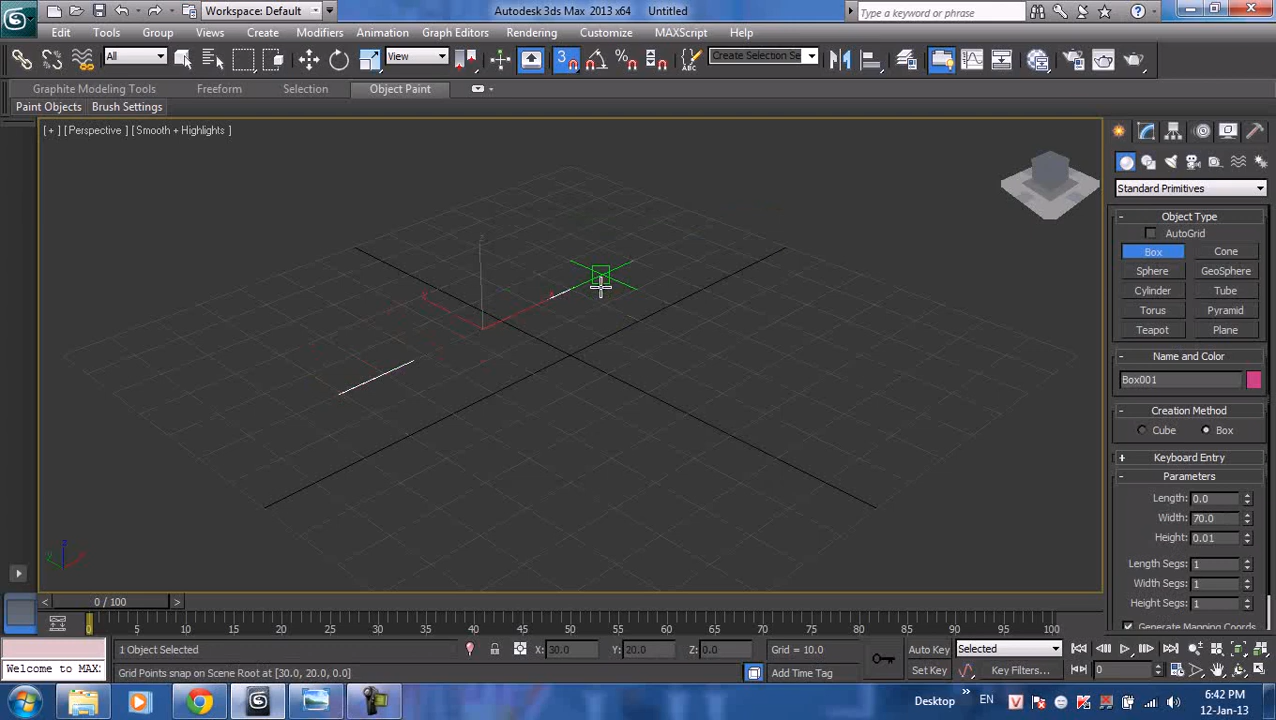 Workspace: Default
Autodesk 3ds Max 2013 x64 Untitled
Type a keyword or phrase
Edit Tools Group Views Create Modifiers Animation Graph Editors Rendering Customize MAXScript Help
All
View
3
Create Selection Se
Graphite Modeling Tools Freeform Selection Object Paint
Paint Objects Brush Settings
[ + ] [ Perspective ] [ Smooth + Highlights ]
Standard Primitives
- Object Type
AutoGrid
Box Cone
Sphere GeoSphere
Cylinder Tube
Torus Pyramid
Teapot Plane
- Name and Color
Box001
- Creation Method
Cube Box
+ Keyboard Entry
- Parameters
Length: 0.0
Width: 70.0
Height: 0.01
Length Segs: 1
Width Segs: 1
Height Segs: 1
Generate Mapping Coords
z
< 0 / 100 >
0 5 10 15 20 25 30 35 40 45 50 55 60 65 70 75 80 85 90 95 100
1 Object Selected X: 30.0 Y: 20.0 Z: 0.0 Grid = 10.0 Auto Key Selected
Welcome to MAX: Grid Points snap on Scene Root at [30.0, 20.0, 0.0] Add Time Tag Set Key Key Filters... 0
Desktop » EN 6:42 PM
12-Jan-13